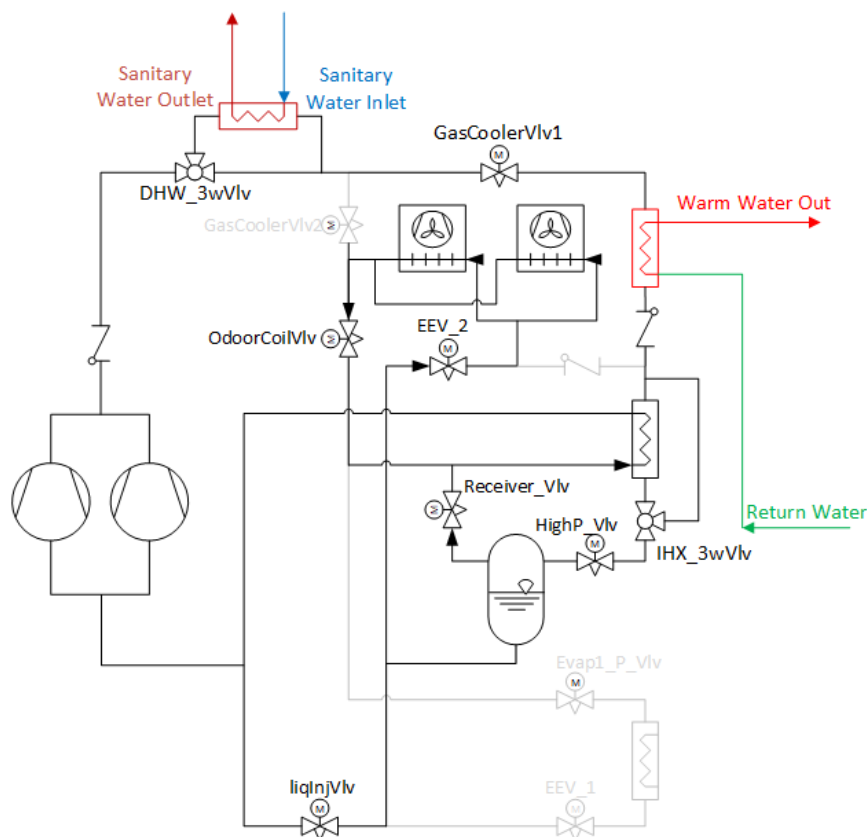 Sanitary
Water Outlet
Sanitary
Water Inlet
GasCoolerVlv1
M
DHW_3wVlv
Warm Water Out
GasCoolerVlv2
M
EEV_2
M
OdoorCoilVlv
M
Receiver_Vlv
M
HighP_Vlv
M
Return Water
IHX_3wVlv
Evap1_P_Vlv
M
liqInjVlv
M
EEV_1
M